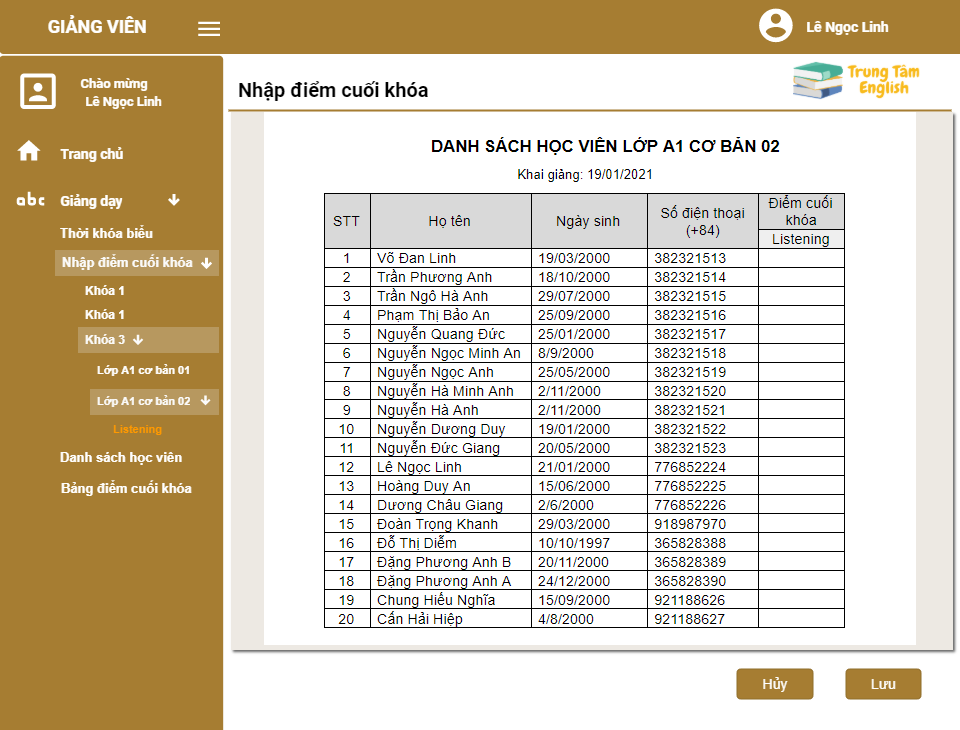 GIẢNG VIÊN
Lê Ngọc Linh
Chào mừng
Lê Ngọc Linh
Trang chủ
abc Giảng dạy
Thời khóa biểu
Nhập điểm cuối khóa
Khóa 1
Khóa 1
Khóa 3
Lớp A1 cơ bản 01
Lớp A1 cơ bản 02
Listening
Danh sách học viên
Bảng điểm cuối khóa
Nhập điểm cuối khóa
Trung Tâm
English
DANH SÁCH HỌC VIÊN LỚP A1 CƠ BẢN 02
Khai giảng: 19/01/2021
STT Họ tên Ngày sinh Số điện thoại (+84) Điểm cuối khóa
Listening
1 Võ Đan Linh 19/03/2000 382321513
2 Trần Phương Anh 18/10/2000 382321514
3 Trần Ngô Hà Anh 29/07/2000 382321515
4 Phạm Thị Bảo An 25/09/2000 382321516
5 Nguyễn Quang Đức 25/01/2000 382321517
6 Nguyễn Ngọc Minh An 8/9/2000 382321518
7 Nguyễn Ngọc Anh 25/05/2000 382321519
8 Nguyễn Hà Minh Anh 2/11/2000 382321520
9 Nguyễn Hà Anh 2/11/2000 382321521
10 Nguyễn Dương Duy 19/01/2000 382321522
11 Nguyễn Đức Giang 20/05/2000 382321523
12 Lê Ngọc Linh 21/01/2000 776852224
13 Hoàng Duy An 15/06/2000 776852225
14 Dương Châu Giang 2/6/2000 776852226
15 Đoàn Trọng Khanh 29/03/2000 918987970
16 Đỗ Thị Diễm 10/10/1997 365828388
17 Đặng Phương Anh B 20/11/2000 365828389
18 Đặng Phương Anh A 24/12/2000 365828390
19 Chung Hiếu Nghĩa 15/09/2000 921188626
20 Cấn Hải Hiệp 4/8/2000 921188627
Hủy Lưu